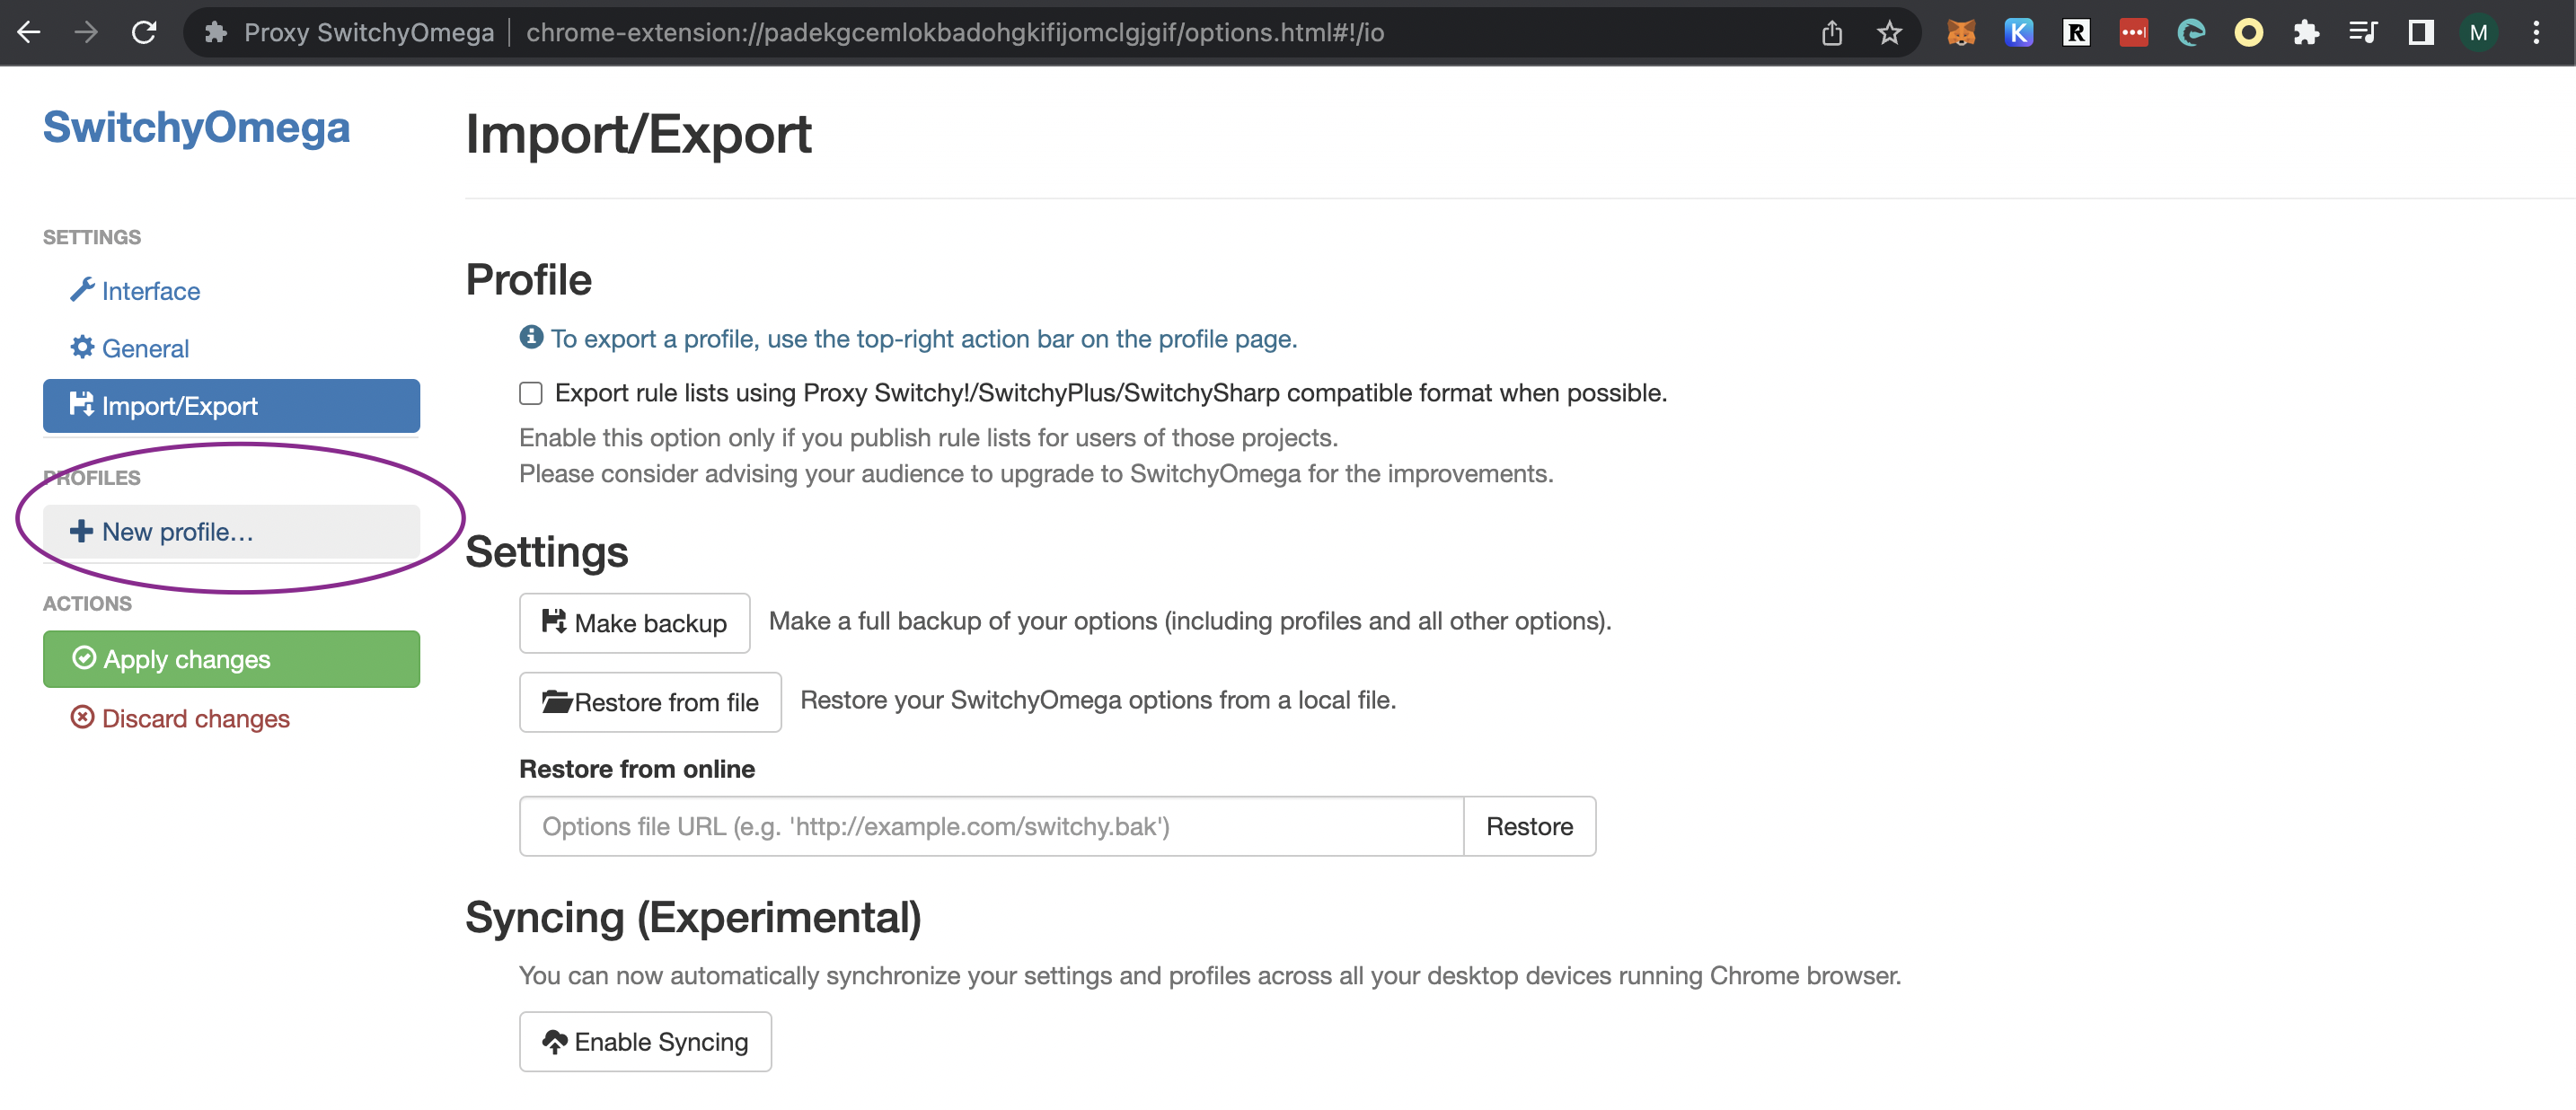 Proxy SwitchyOmega | chrome-extension://padekgcemlokbadohgkifijomclgjgif/options.html#!/io
K
R
M
SwitchyOmega
Import/Export
SETTINGS
Interface
General
Import/Export
PROFILES
New profile…
ACTIONS
Apply changes
Discard changes
Profile
To export a profile, use the top-right action bar on the profile page.
Export rule lists using Proxy Switchy!/SwitchyPlus/SwitchySharp compatible format when possible.
Enable this option only if you publish rule lists for users of those projects.
Please consider advising your audience to upgrade to SwitchyOmega for the improvements.
Settings
Make backup Make a full backup of your options (including profiles and all other options).
Restore from file Restore your SwitchyOmega options from a local file.
Restore from online
Options file URL (e.g. 'http://example.com/switchy.bak') Restore
Syncing (Experimental)
You can now automatically synchronize your settings and profiles across all your desktop devices running Chrome browser.
Enable Syncing